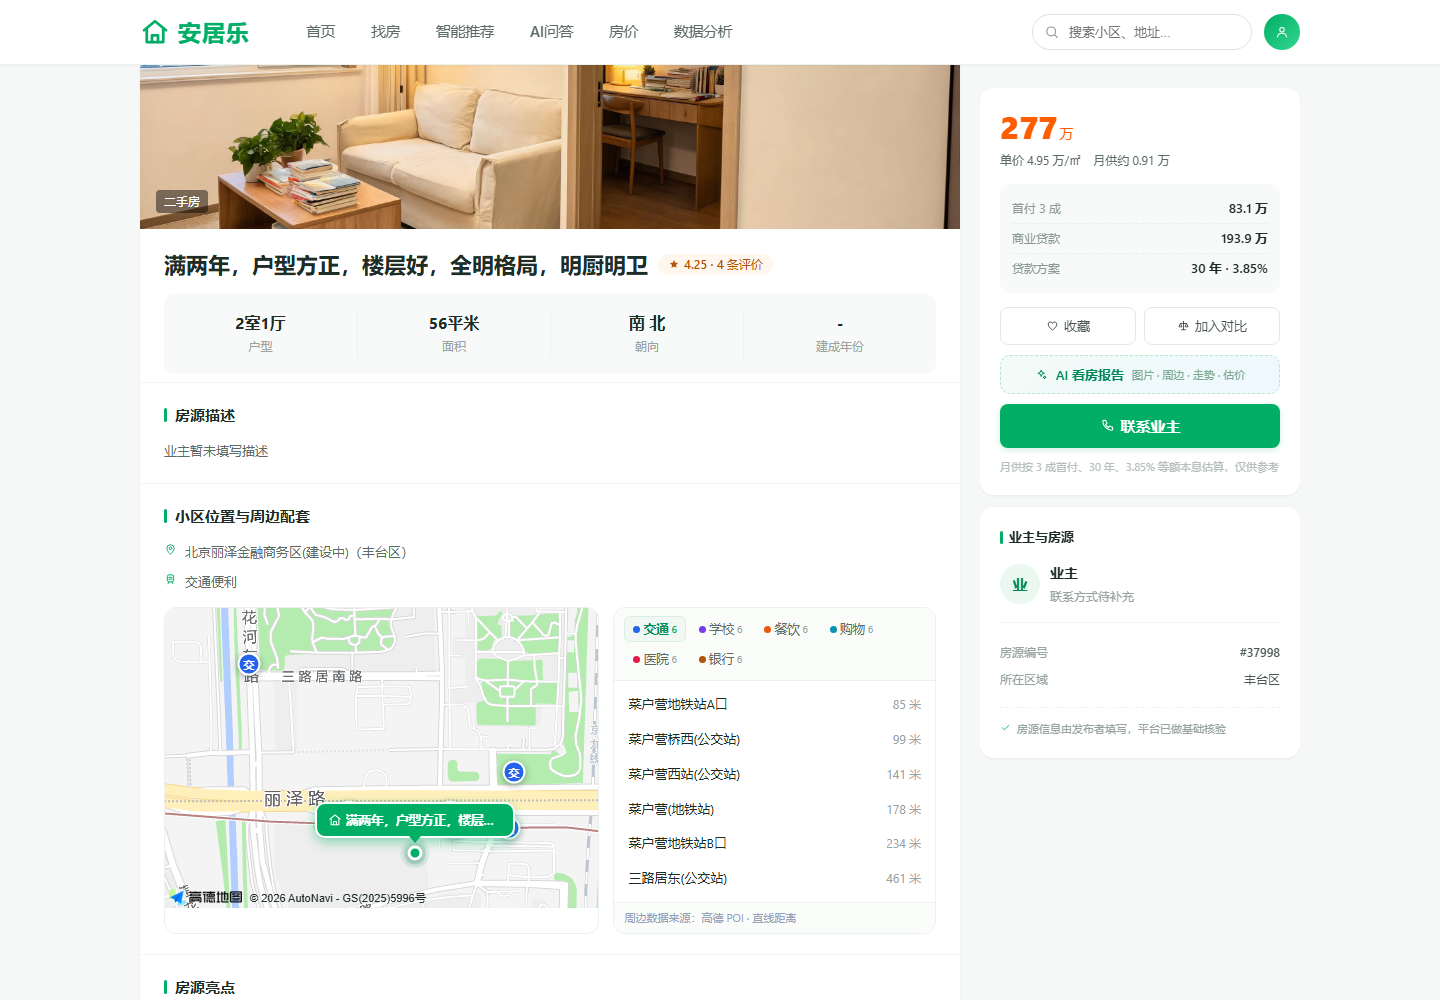 安居乐
首页
找房
智能推荐
AI问答
房价
数据分析
搜索小区、地址...
二手房
满两年，户型方正，楼层好，全明格局，明厨明卫
★ 4.25 · 4 条评价
2室1厅
户型
56平米
面积
南 北
朝向
-
建成年份
房源描述
业主暂未填写描述
小区位置与周边配套
北京丽泽金融商务区(建设中)（丰台区）
交通便利
花河东路
交
三路居南路
京九线
交
丽泽路
满两年，户型方正，楼层...
高德地图
© 2026 AutoNavi - GS(2025)5996号
交通 6
学校 6
餐饮 6
购物 6
医院 6
银行 6
菜户营地铁站A口 85 米
菜户营桥西(公交站) 99 米
菜户营西站(公交站) 141 米
菜户营(地铁站) 178 米
菜户营地铁站B口 234 米
三路居东(公交站) 461 米
周边数据来源：高德 POI · 直线距离
房源亮点
277万
单价 4.95 万/㎡ 月供约 0.91 万
首付 3 成 83.1 万
商业贷款 193.9 万
贷款方案 30 年 · 3.85%
收藏
加入对比
AI 看房报告 图片 · 周边 · 走势 · 估价
联系业主
月供按 3 成首付、30 年、3.85% 等额本息估算，仅供参考
业主与房源
业
业主
联系方式待补充
房源编号 #37998
所在区域 丰台区
房源信息由发布者填写，平台已做基础核验